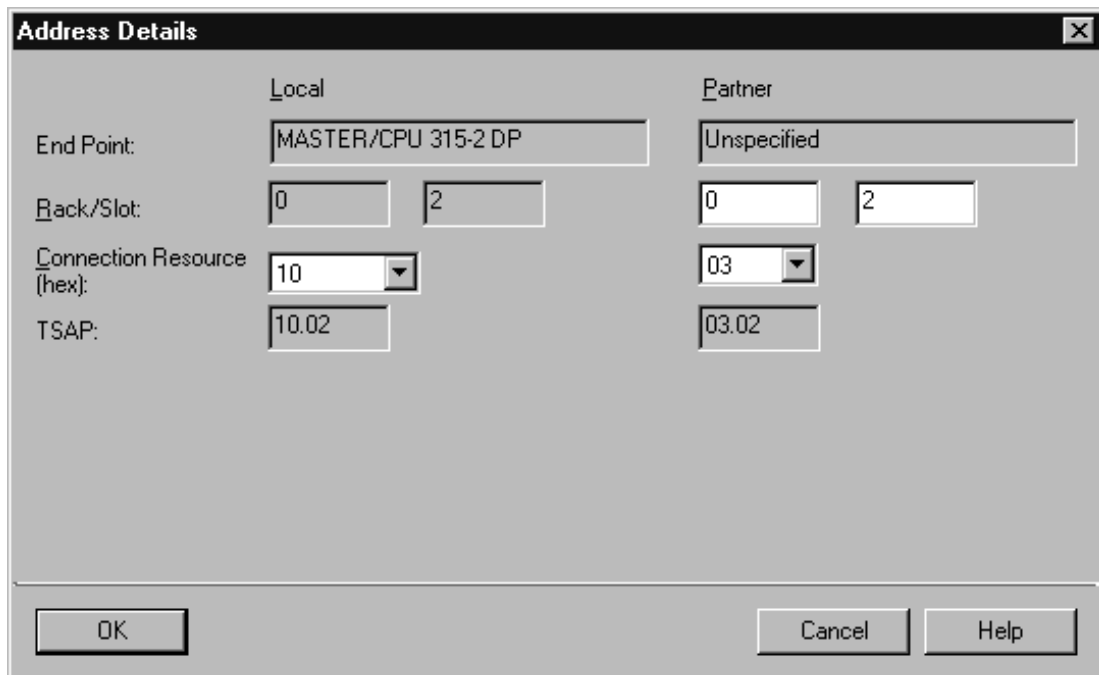 Address Details
Local Partner
End Point: MASTER/CPU 315-2 DP Unspecified
Rack/Slot: 0 2 0 2
Connection Resource
(hex): 10 03
TSAP: 10.02 03.02
OK Cancel Help